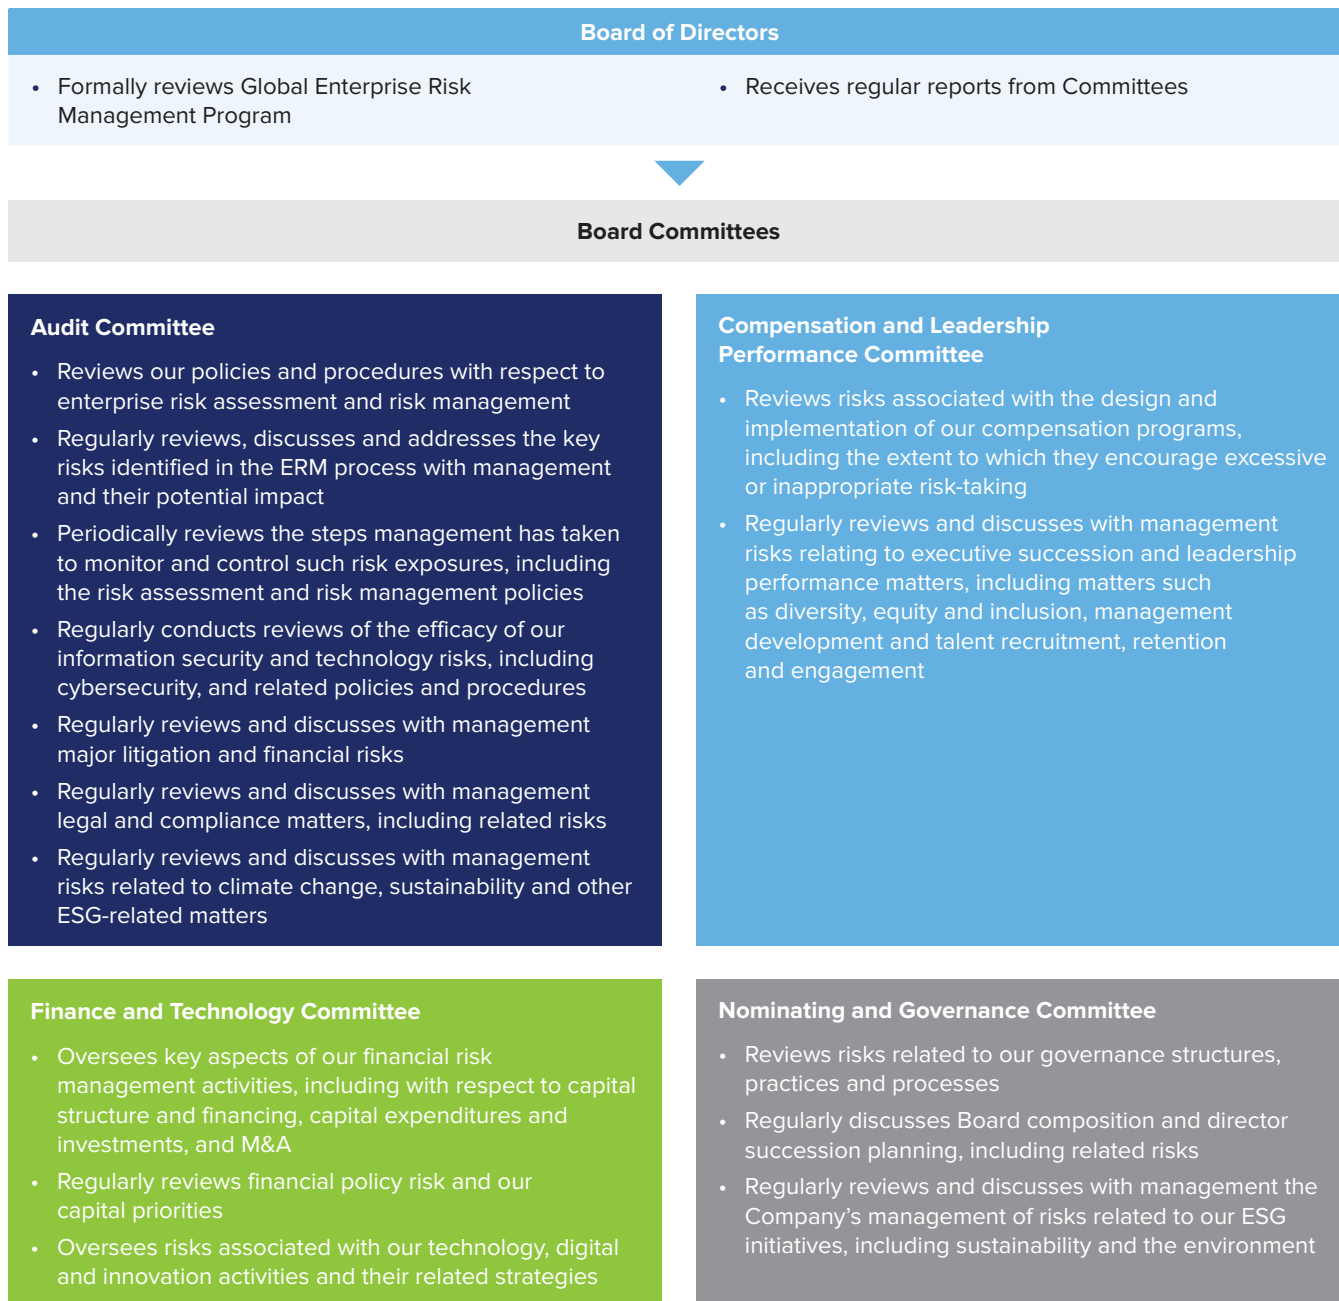 Board of Directors
• Formally reviews Global Enterprise Risk
Management Program
• Receives regular reports from Committees
Board Committees
Audit Committee
• Reviews our policies and procedures with respect to
enterprise risk assessment and risk management
• Regularly reviews, discusses and addresses the key
risks identified in the ERM process with management
and their potential impact
• Periodically reviews the steps management has taken
to monitor and control such risk exposures, including
the risk assessment and risk management policies
• Regularly conducts reviews of the efficacy of our
information security and technology risks, including
cybersecurity, and related policies and procedures
• Regularly reviews and discusses with management
major litigation and financial risks
• Regularly reviews and discusses with management
legal and compliance matters, including related risks
• Regularly reviews and discusses with management
risks related to climate change, sustainability and other
ESG-related matters
Compensation and Leadership
Performance Committee
• Reviews risks associated with the design and
implementation of our compensation programs,
including the extent to which they encourage excessive
or inappropriate risk-taking
• Regularly reviews and discusses with management
risks relating to executive succession and leadership
performance matters, including matters such
as diversity, equity and inclusion, management
development and talent recruitment, retention
and engagement
Finance and Technology Committee
• Oversees key aspects of our financial risk
management activities, including with respect to capital
structure and financing, capital expenditures and
investments, and M&A
• Regularly reviews financial policy risk and our
capital priorities
• Oversees risks associated with our technology, digital
and innovation activities and their related strategies
Nominating and Governance Committee
• Reviews risks related to our governance structures,
practices and processes
• Regularly discusses Board composition and director
succession planning, including related risks
• Regularly reviews and discusses with management the
Company’s management of risks related to our ESG
initiatives, including sustainability and the environment